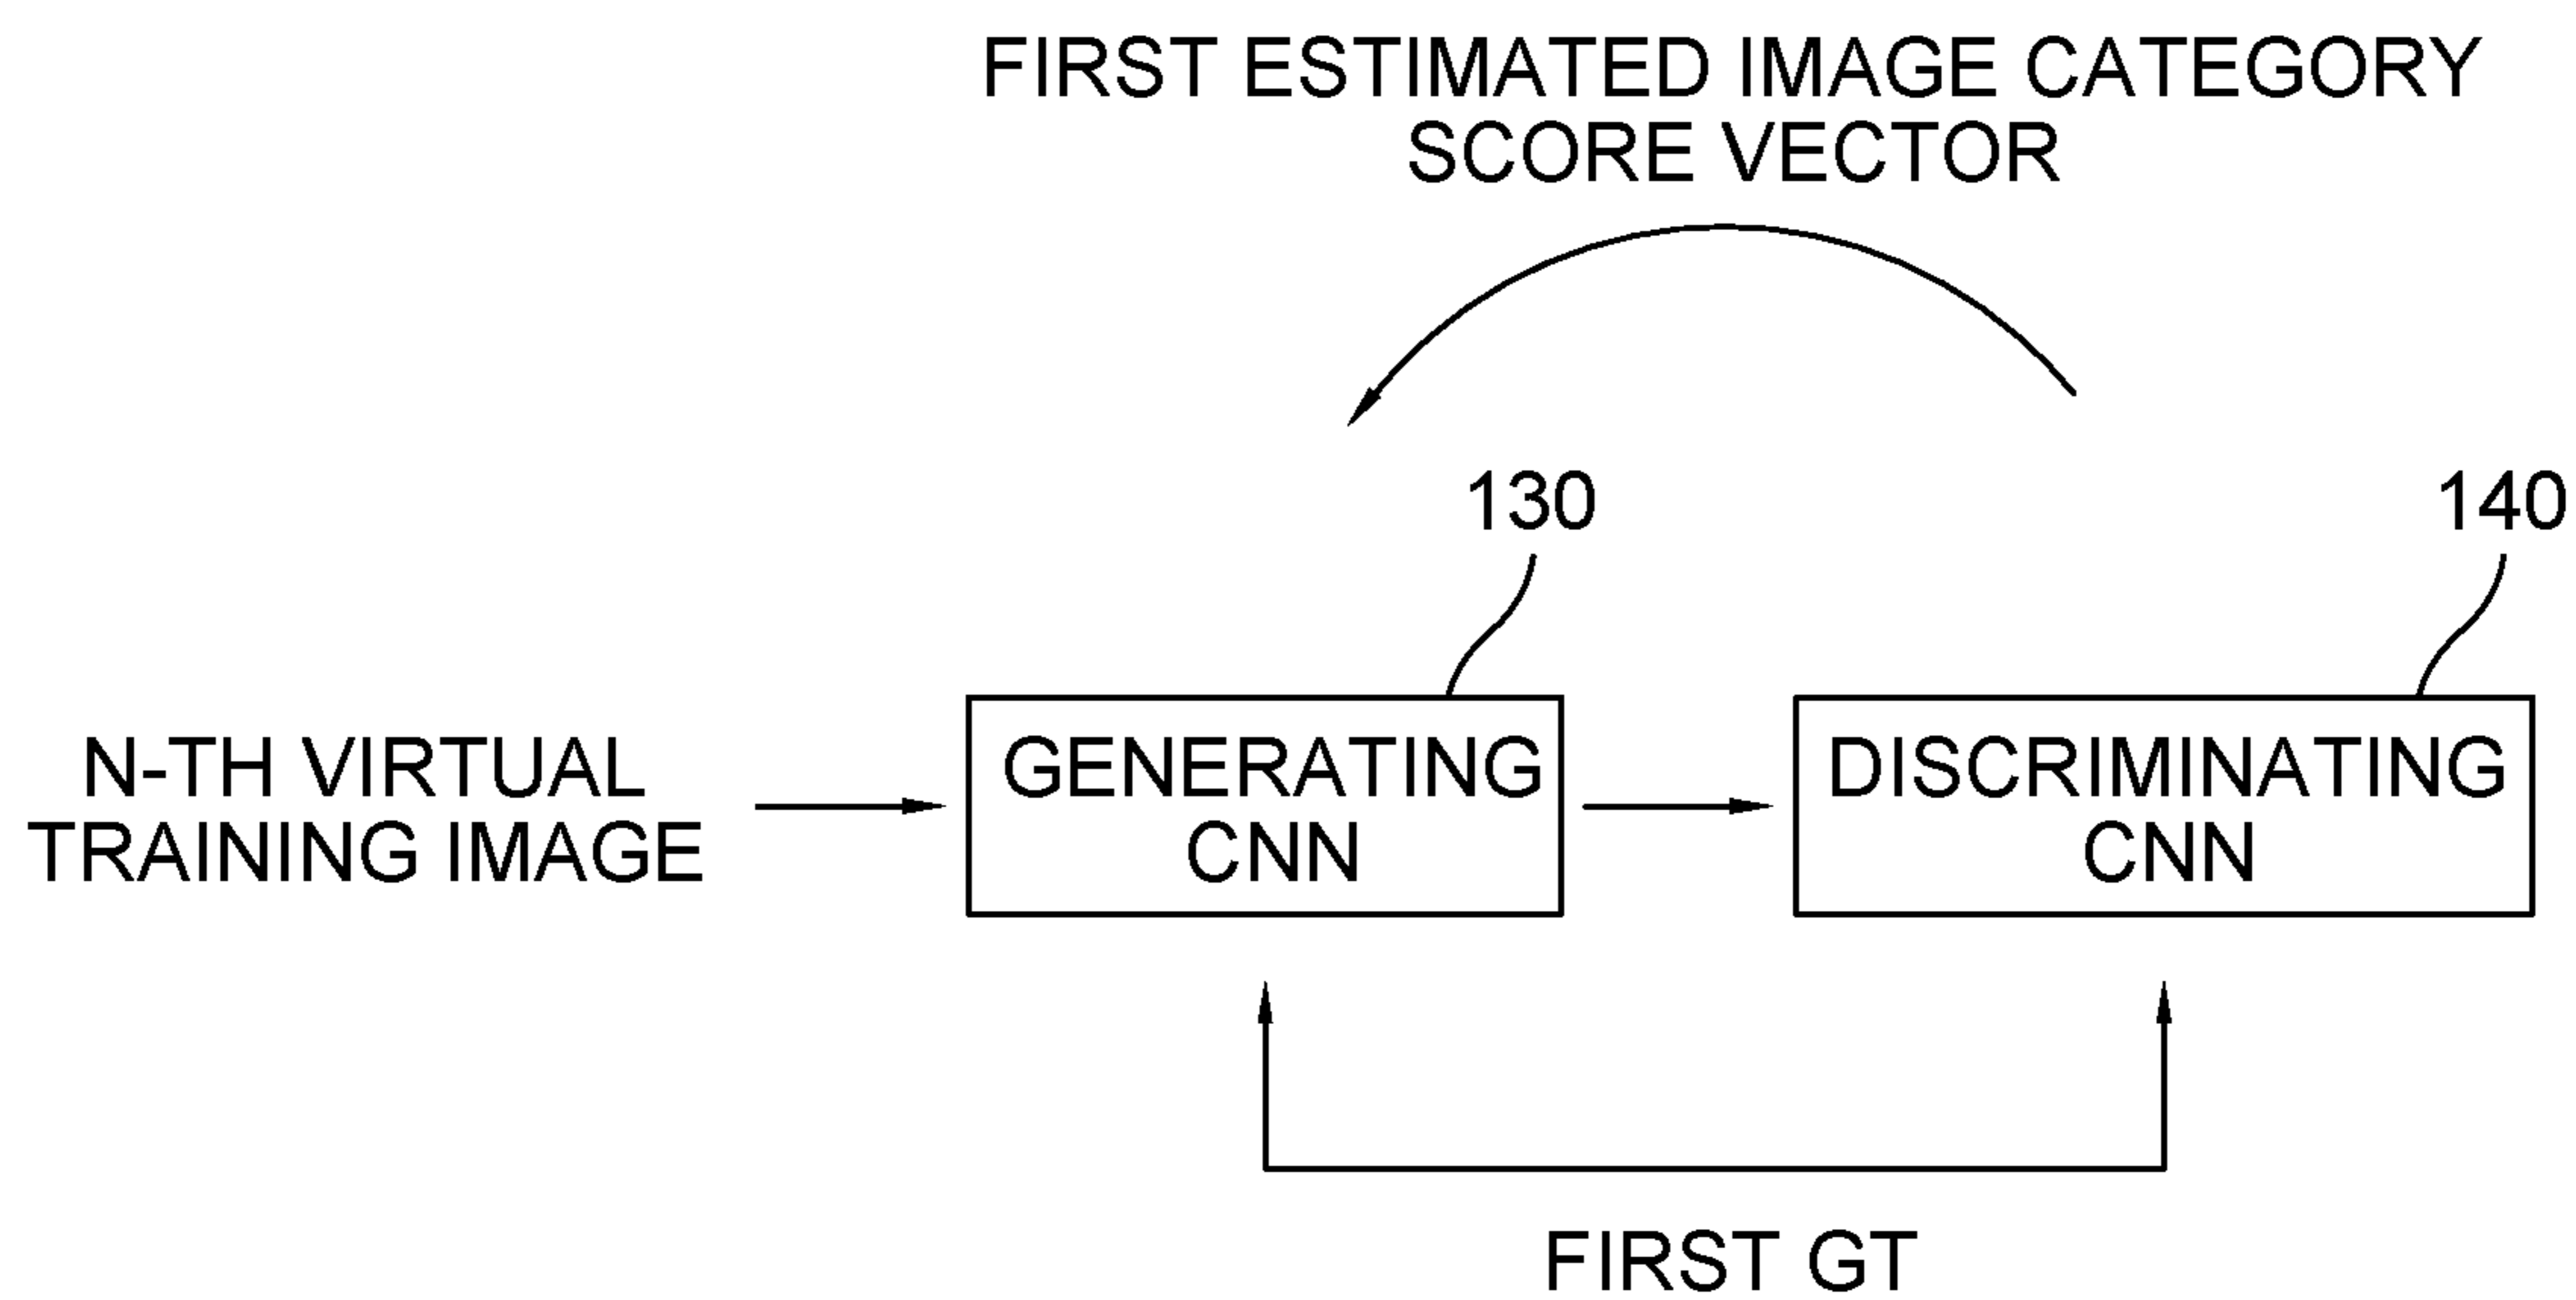 FIRST ESTIMATED IMAGE CATEGORY
SCORE VECTOR
130
140
N-TH VIRTUAL
TRAINING IMAGE
GENERATING
CNN
DISCRIMINATING
CNN
FIRST GT